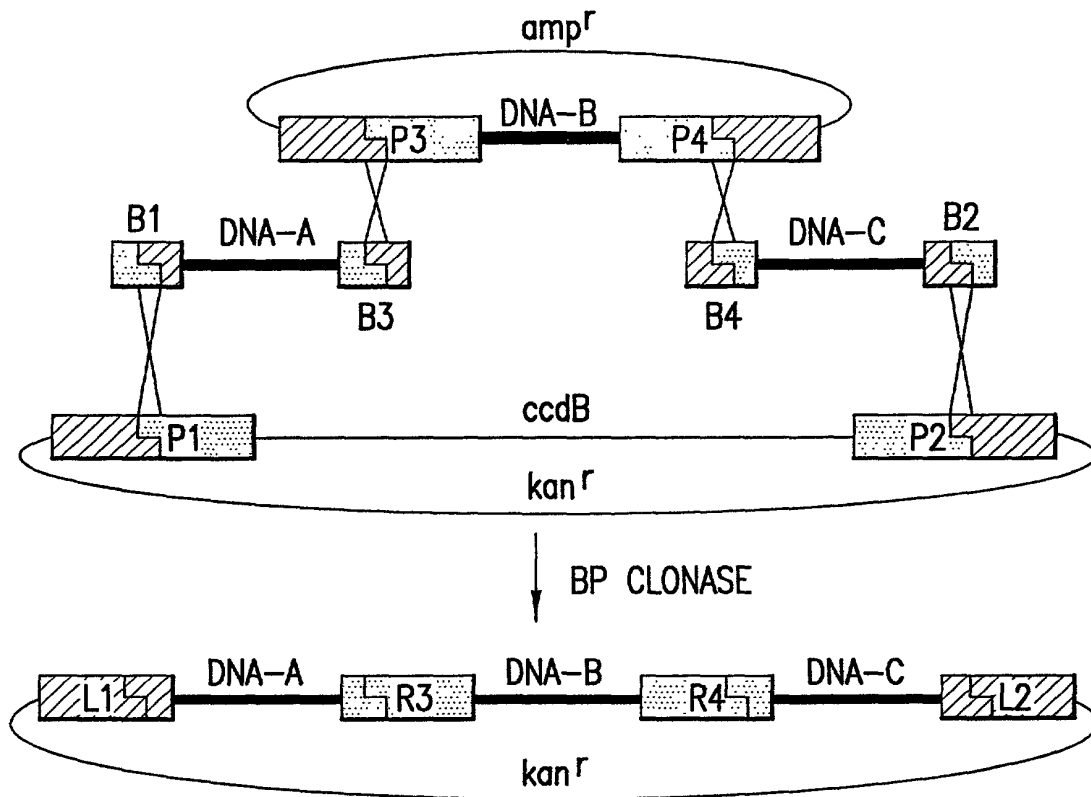 amp r
DNA-B
P3 P4
B1 DNA-A DNA-C B2
B3 B4
ccdB
P1 P2
kan r
BP CLONASE
DNA-A DNA-B DNA-C
L1 R3 R4 L2
kan r